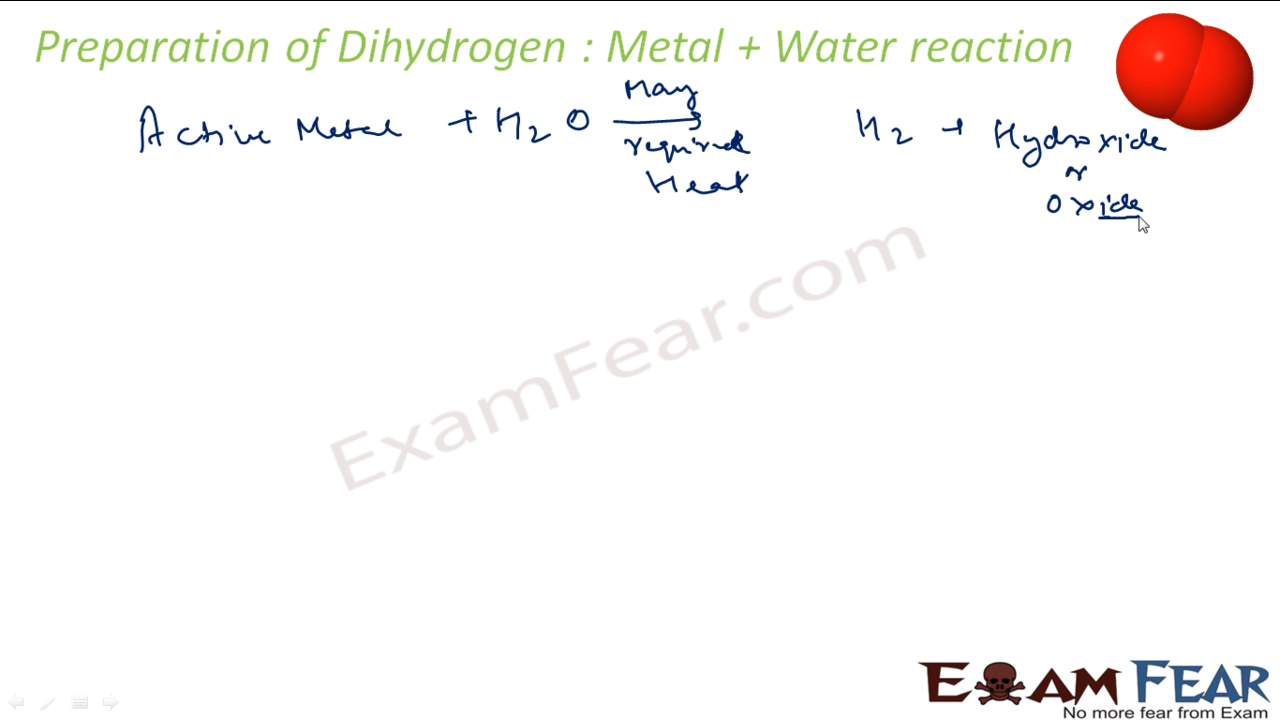 Preparation of Dihydrogen : Metal + Water reaction
Active Metal + H2O May required Heat → H2 + Hydroxide
or
Oxide
ExamFear.com
EXAM FEAR
No more fear from Exam